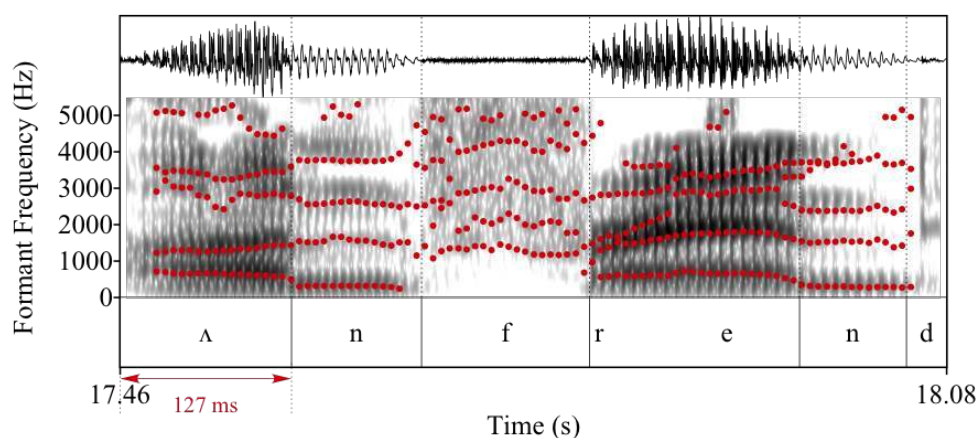 Formant Frequency (Hz)
5000
4000
3000
2000
1000
0
ʌ n f r e n d
17.46 18.08
127 ms
Time (s)